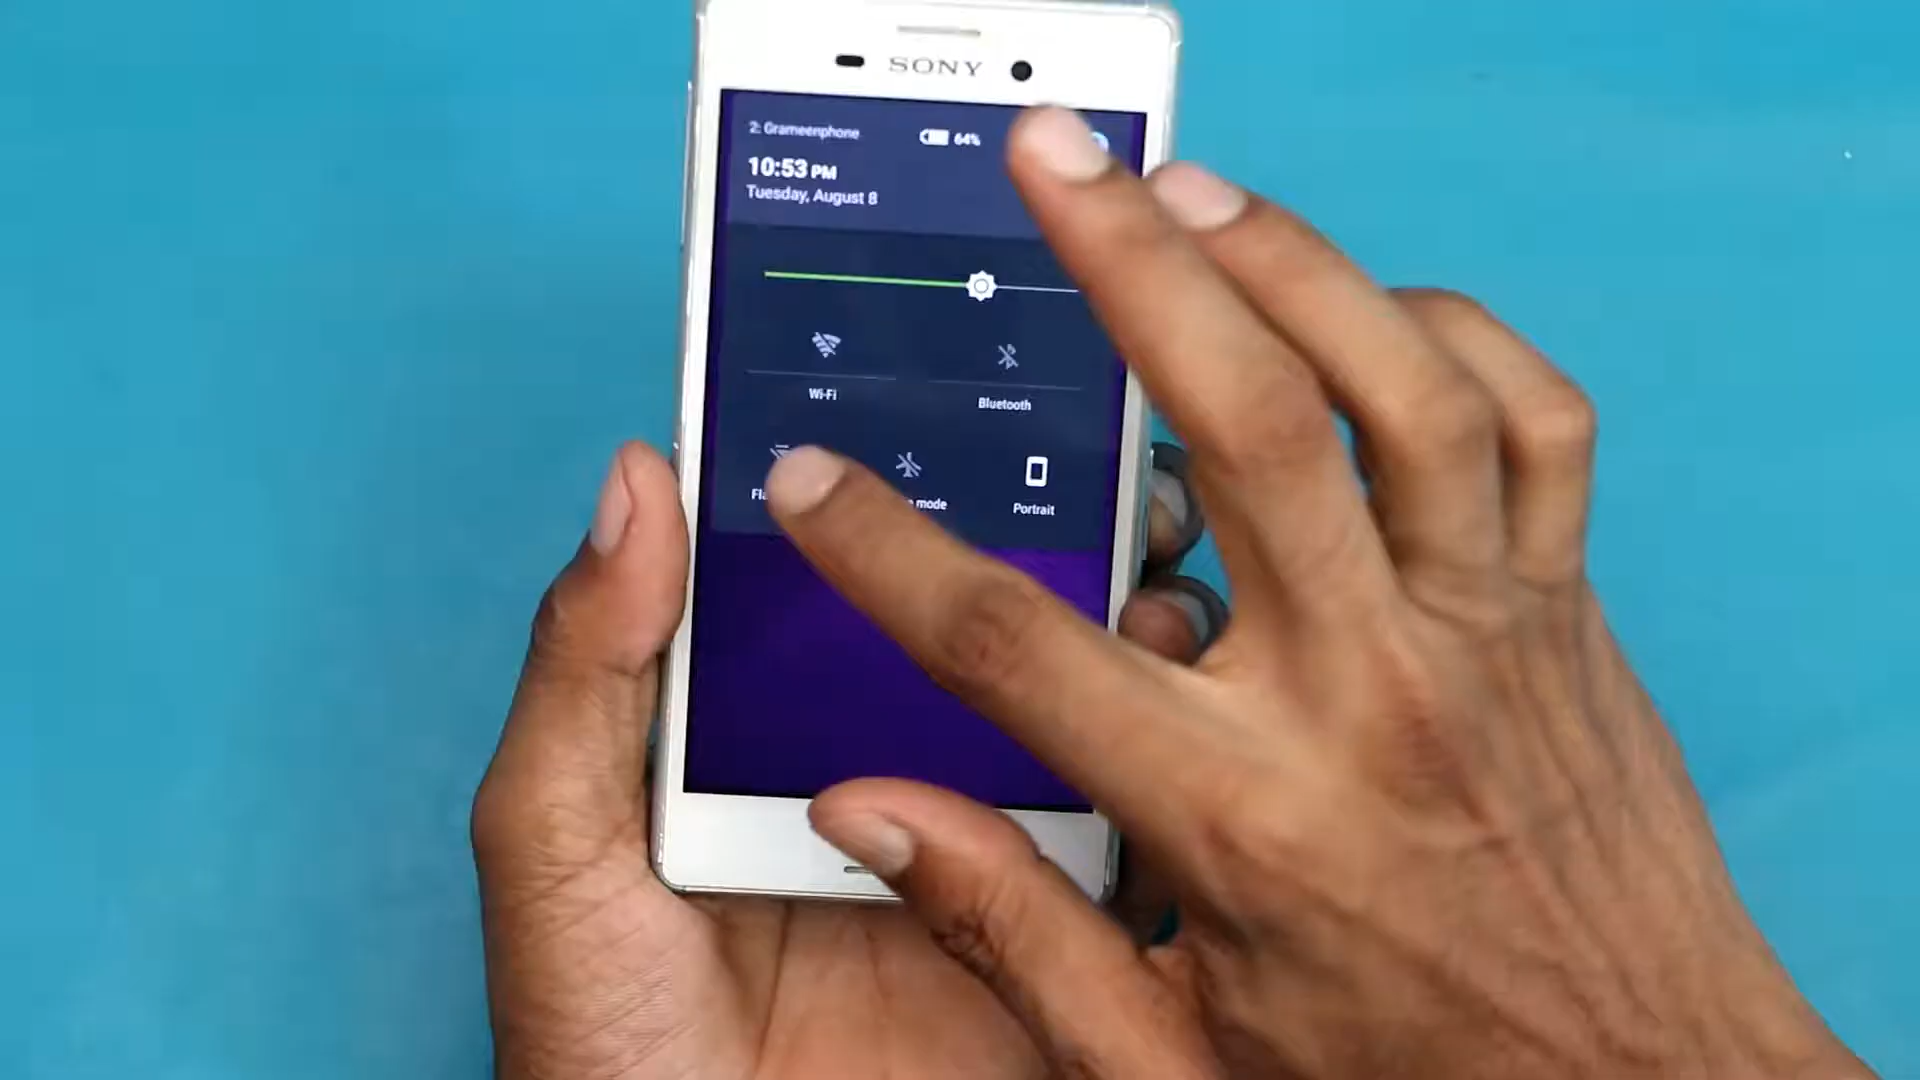 SONY
2: Grameenphone
64%
10:53 PM
Tuesday, August 8
Wi-Fi
Bluetooth
mode
Portrait